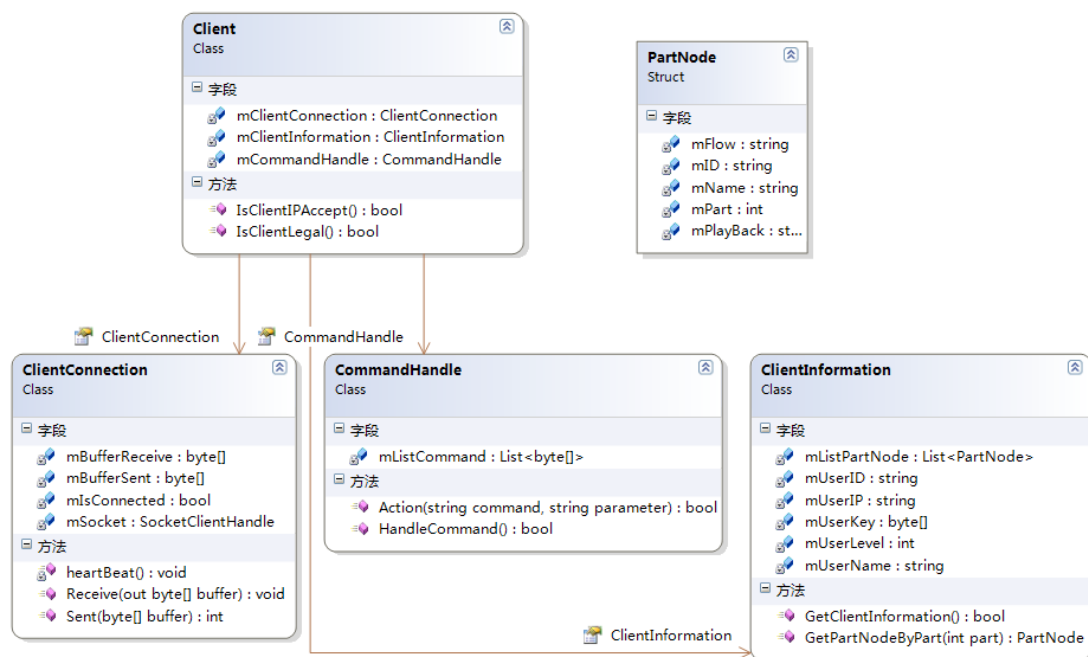 Client
Class
字段
mClientConnection : ClientConnection
mClientInformation : ClientInformation
mCommandHandle : CommandHandle
方法
IsClientIPAccept() : bool
IsClientLegal() : bool
PartNode
Struct
字段
mFlow : string
mID : string
mName : string
mPart : int
mPlayBack : st...
ClientConnection
CommandHandle
ClientConnection
Class
字段
mBufferReceive : byte[]
mBufferSent : byte[]
mIsConnected : bool
mSocket : SocketClientHandle
方法
heartBeat() : void
Receive(out byte[] buffer) : void
Sent(byte[] buffer) : int
CommandHandle
Class
字段
mListCommand : List<byte[]>
方法
Action(string command, string parameter) : bool
HandleCommand() : bool
ClientInformation
Class
字段
mListPartNode : List<PartNode>
mUserID : string
mUserIP : string
mUserKey : byte[]
mUserLevel : int
mUserName : string
方法
GetClientInformation() : bool
GetPartNodeByPart(int part) : PartNode
ClientInformation